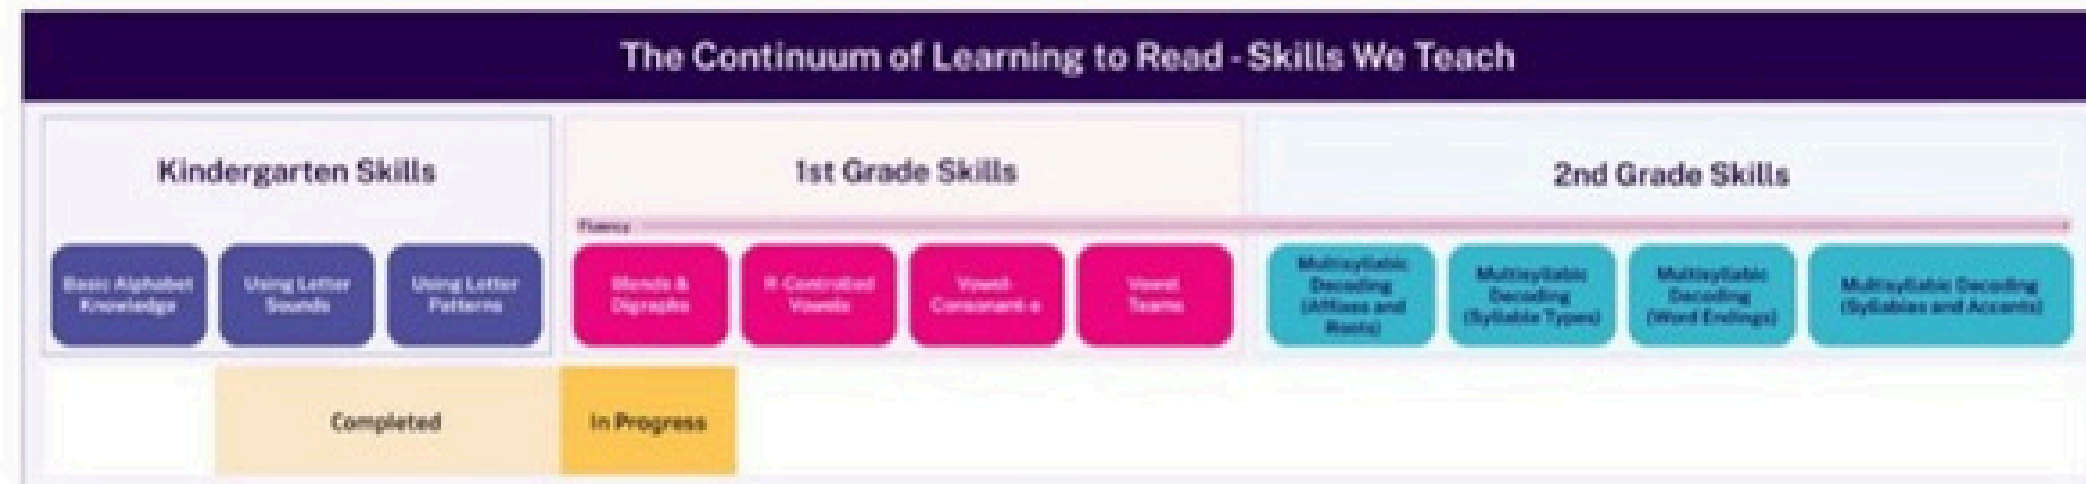 The Continuum of Learning to Read - Skills We Teach
Kindergarten Skills
1st Grade Skills
2nd Grade Skills
Fluency
Basic Alphabet
Knowledge
Using Letter
Sounds
Using Letter
Patterns
Blends &
Digraphs
R-Controlled
Vowels
Vowel-
Consonant-e
Vowel
Teams
Multisyllabic
Decoding
(Affixes and
Roots)
Multisyllabic
Decoding
(Syllable Types)
Multisyllabic
Decoding
(Word Endings)
Multisyllabic Decoding
(Syllables and Accents)
Completed
In Progress